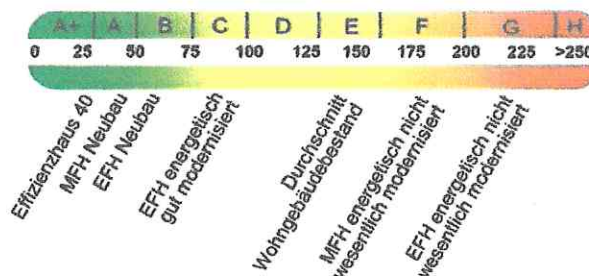 A+ A B C D E F G H
0 25 50 75 100 125 150 175 200 225 >250
Effizienzhaus 40
MFH Neubau
EFH Neubau
EFH energetisch
gut modernisiert
Durchschnitt
Wohngebäudebestand
MFH energetisch nicht
wesentlich modernisiert
EFH energetisch nicht
wesentlich modernisiert